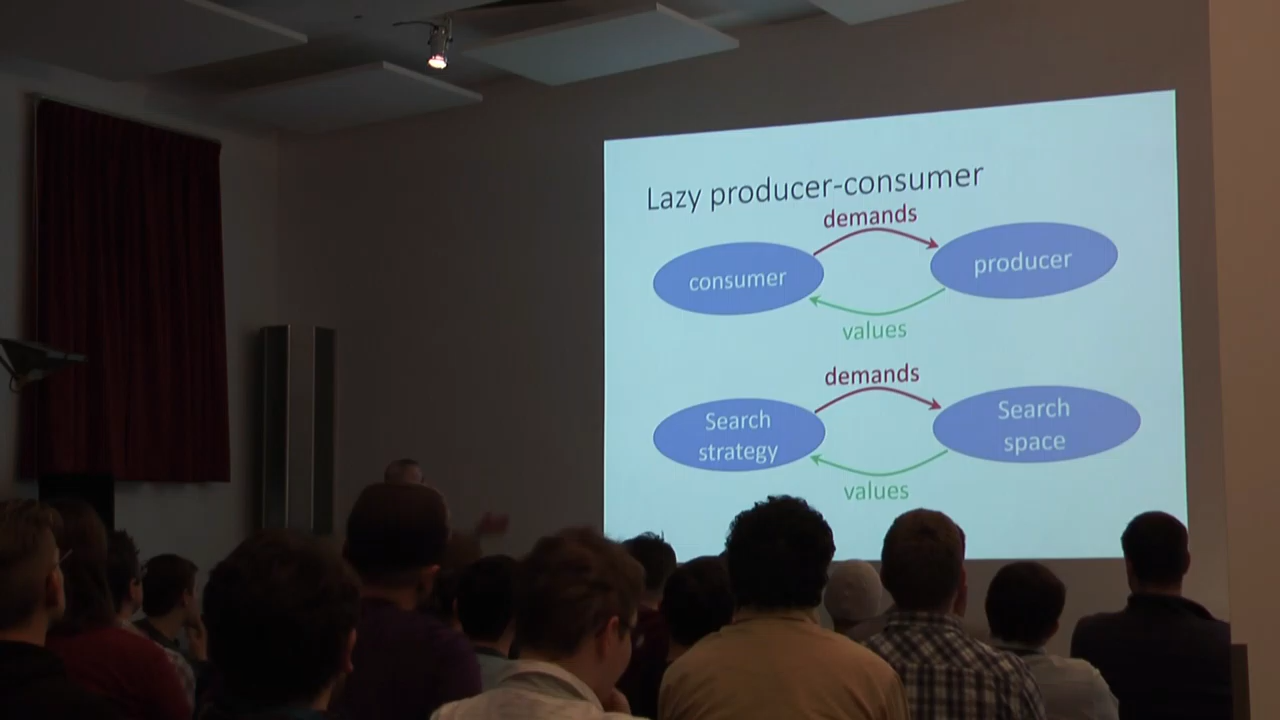 Lazy producer-consumer
demands
consumer
producer
values
demands
Search
strategy
Search
space
values